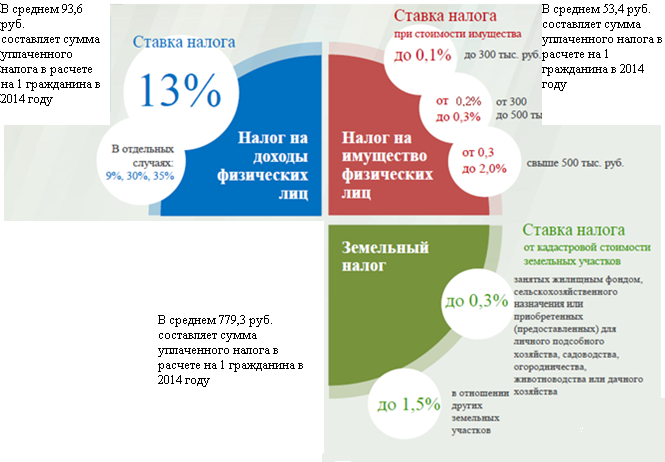 В среднем 93,6
руб.
составляет сумма
уплаченного
налога в расчете
на 1 гражданина в
2014 году
Ставка налога
13%
В отдельных
случаях:
9%, 30%, 35%
Налог на
доходы
физических
лиц
Ставка налога
при стоимости имущества
до 0,1%
до 300 тыс. руб.
от 0,2%
до 0,3%
от 300
до 500 ты
от 0,3
до 2,0%
свыше 500 тыс. руб.
Налог на
имущество
физических
лиц
В среднем 53,4 руб.
составляет сумма
уплаченного налога в
расчете на 1
гражданина в 2014
году
Земельный
налог
Ставка налога
от кадастровой стоимости
земельных участков
до 0,3%
занятых жилищным фондом,
сельскохозяйственного
назначения или
приобретенных
(предоставленных) для
личного подсобного
хозяйства, садоводства,
огородничества,
животноводства или дачного
хозяйства
до 1,5%
в отношении
других
земельных
участков
В среднем 779,3 руб.
составляет сумма
уплаченного налога в
расчете на 1 гражданина в
2014 году